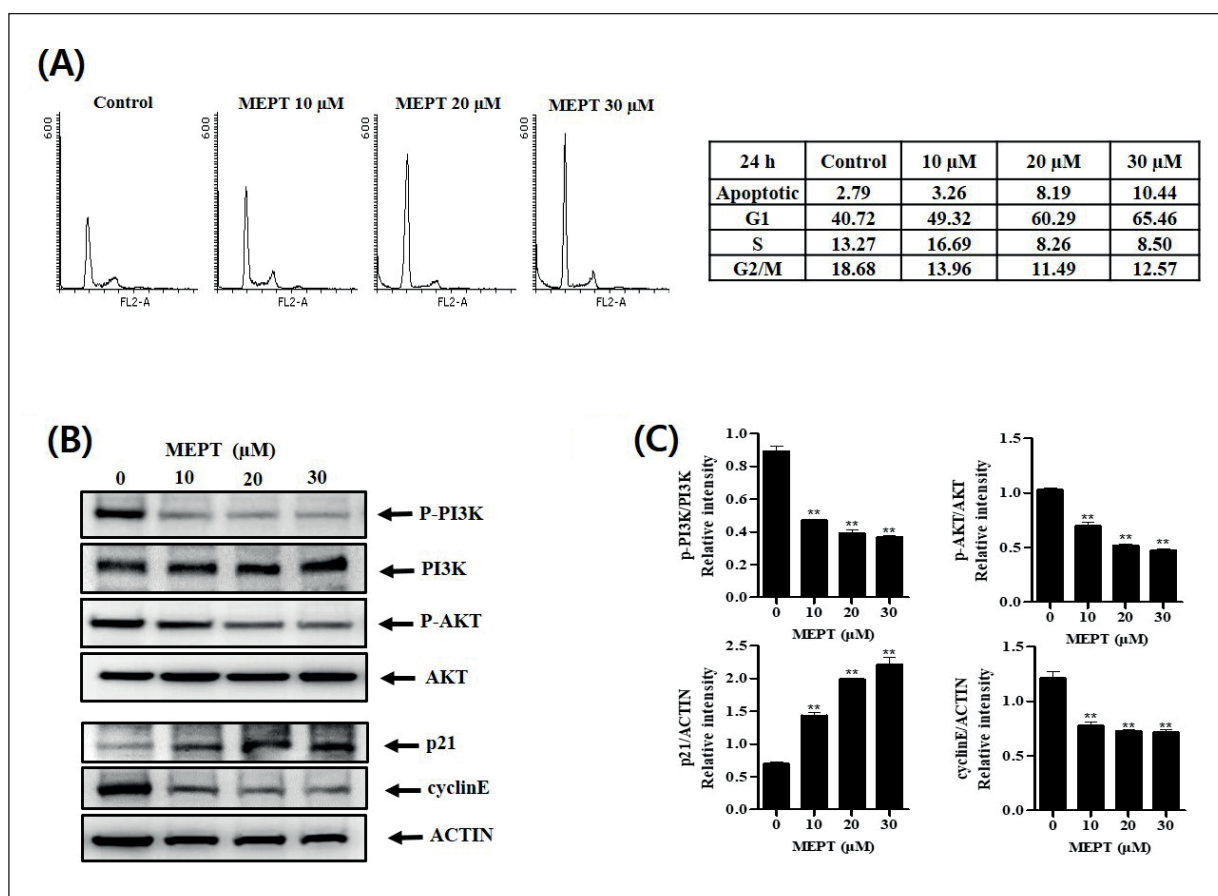 (A)
Control
MEPT 10 µM
MEPT 20 µM
MEPT 30 µM
600
600
600
600
FL2-A
FL2-A
FL2-A
FL2-A
24 h Control 10 µM 20 µM 30 µM
Apoptotic 2.79 3.26 8.19 10.44
G1 40.72 49.32 60.29 65.46
S 13.27 16.69 8.26 8.50
G2/M 18.68 13.96 11.49 12.57
(B)
MEPT (µM)
0 10 20 30
P-PI3K
PI3K
P-AKT
AKT
p21
cyclinE
ACTIN
(C)
p-PI3K/PI3K
Relative intensity
1.0
0.8
0.6
0.4
0.2
0.0
** ** **
0 10 20 30
MEPT (µM)
p-AKT/AKT
Relative intensity
1.5
1.0
0.5
0.0
** ** **
0 10 20 30
MEPT (µM)
p21/ACTIN
Relative intensity
2.5
2.0
1.5
1.0
0.5
0.0
** ** **
0 10 20 30
MEPT (µM)
cyclinE/ACTIN
Relative intensity
1.5
1.0
0.5
0.0
** ** **
0 10 20 30
MEPT (µM)